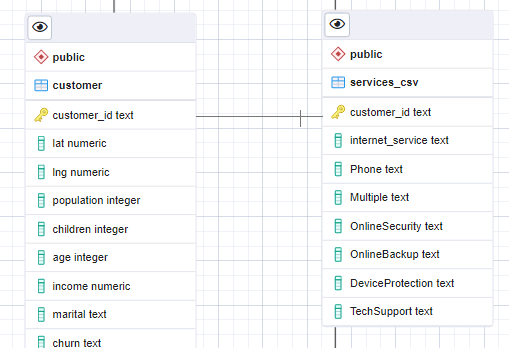 public
customer
customer_id text
lat numeric
lng numeric
population integer
children integer
age integer
income numeric
marital text
churn text
public
services_csv
customer_id text
internet_service text
Phone text
Multiple text
OnlineSecurity text
OnlineBackup text
DeviceProtection text
TechSupport text